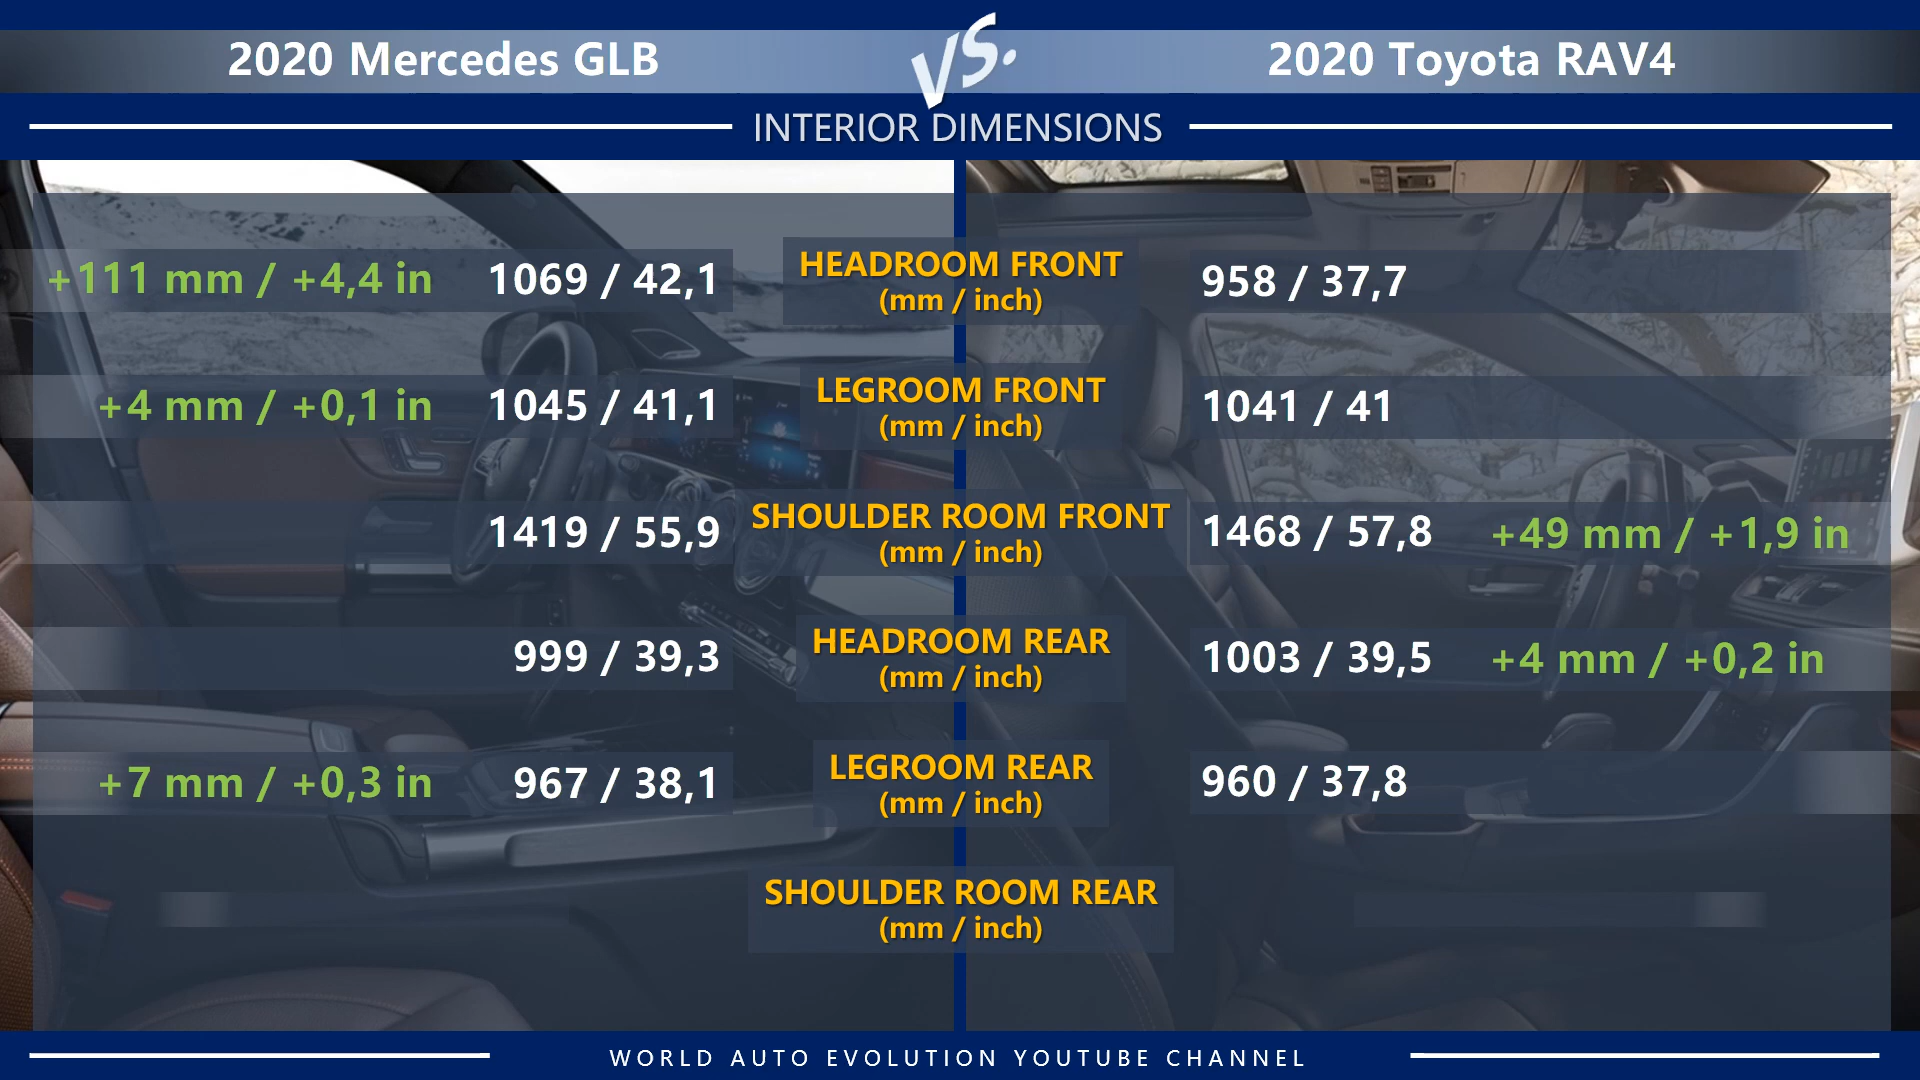 2020 Mercedes GLB VS. 2020 Toyota RAV4
INTERIOR DIMENSIONS
+111 mm / +4,4 in 1069 / 42,1 HEADROOM FRONT 958 / 37,7
(mm / inch)
+4 mm / +0,1 in 1045 / 41,1 LEGROOM FRONT 1041 / 41
(mm / inch)
1419 / 55,9 SHOULDER ROOM FRONT 1468 / 57,8 +49 mm / +1,9 in
(mm / inch)
999 / 39,3 HEADROOM REAR 1003 / 39,5 +4 mm / +0,2 in
(mm / inch)
+7 mm / +0,3 in 967 / 38,1 LEGROOM REAR 960 / 37,8
(mm / inch)
SHOULDER ROOM REAR
(mm / inch)
WORLD AUTO EVOLUTION YOUTUBE CHANNEL